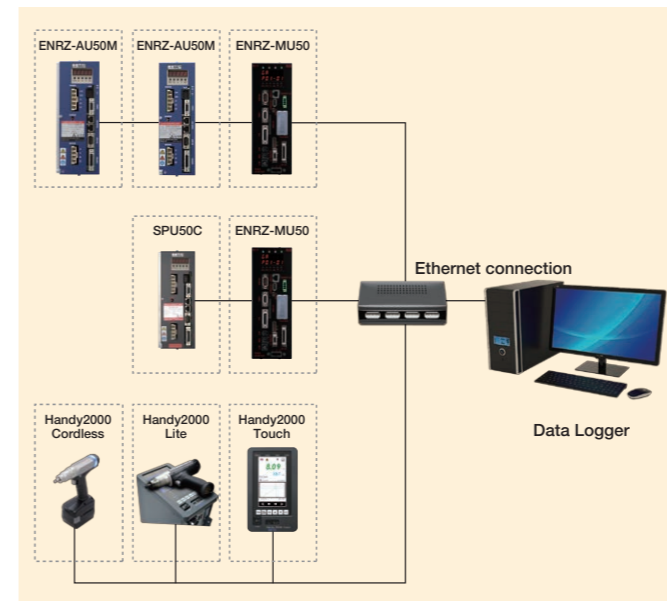 ENRZ-AU50M ENRZ-AU50M ENRZ-MU50
SPU50C ENRZ-MU50
Ethernet connection
Handy2000 Cordless
Handy2000 Lite
Handy2000 Touch
Data Logger